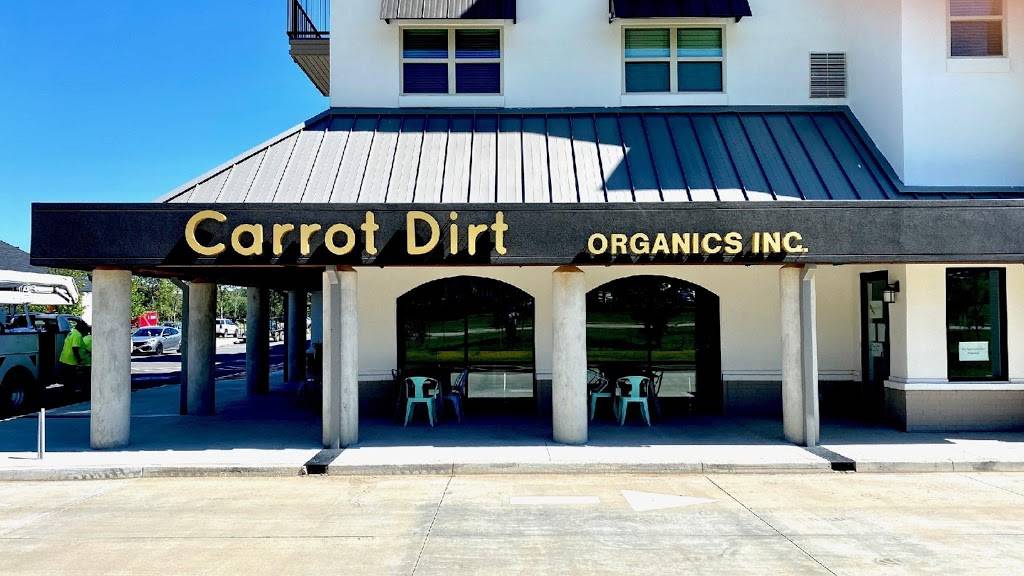 Carrot Dirt ORGANICS INC.